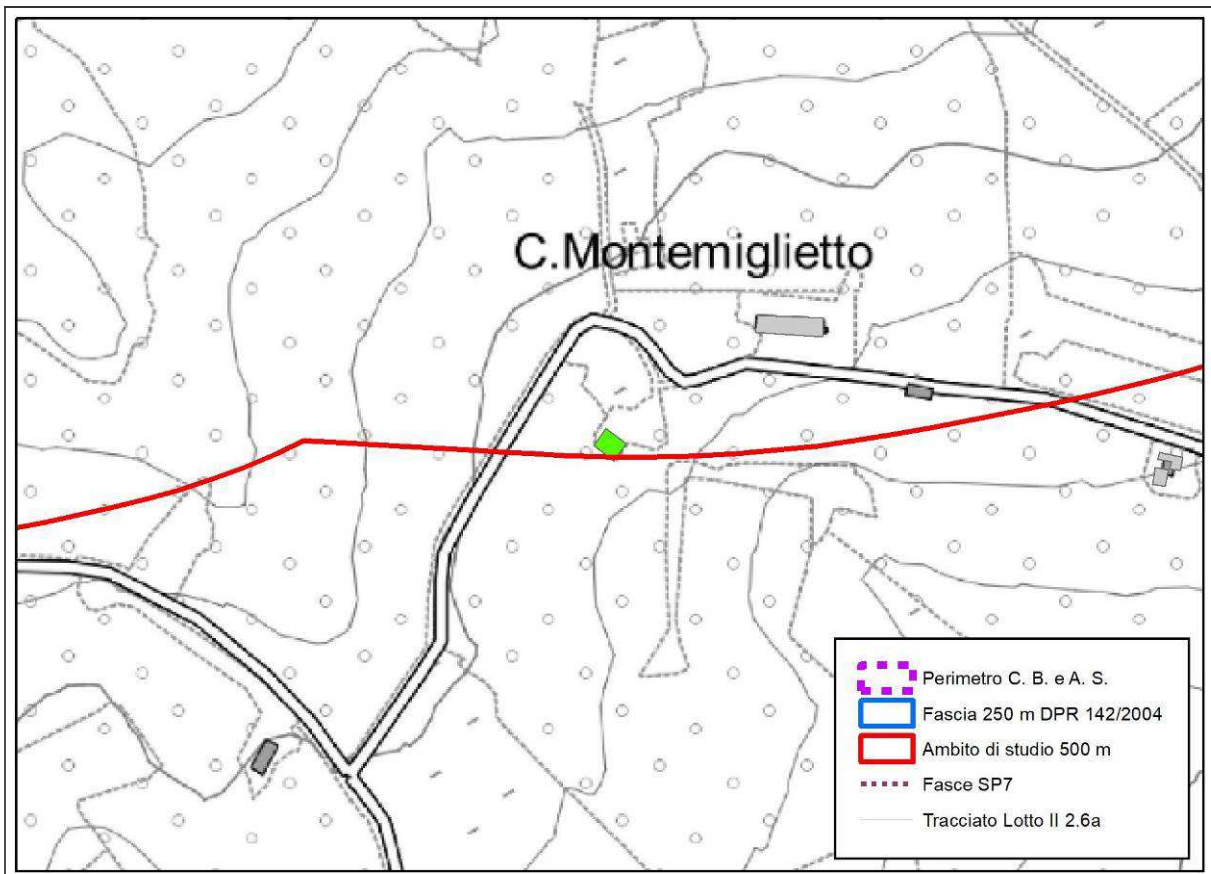 C.Montemiglietto
Perimetro C. B. e A. S.
Fascia 250 m DPR 142/2004
Ambito di studio 500 m
Fasce SP7
Tracciato Lotto II 2.6a